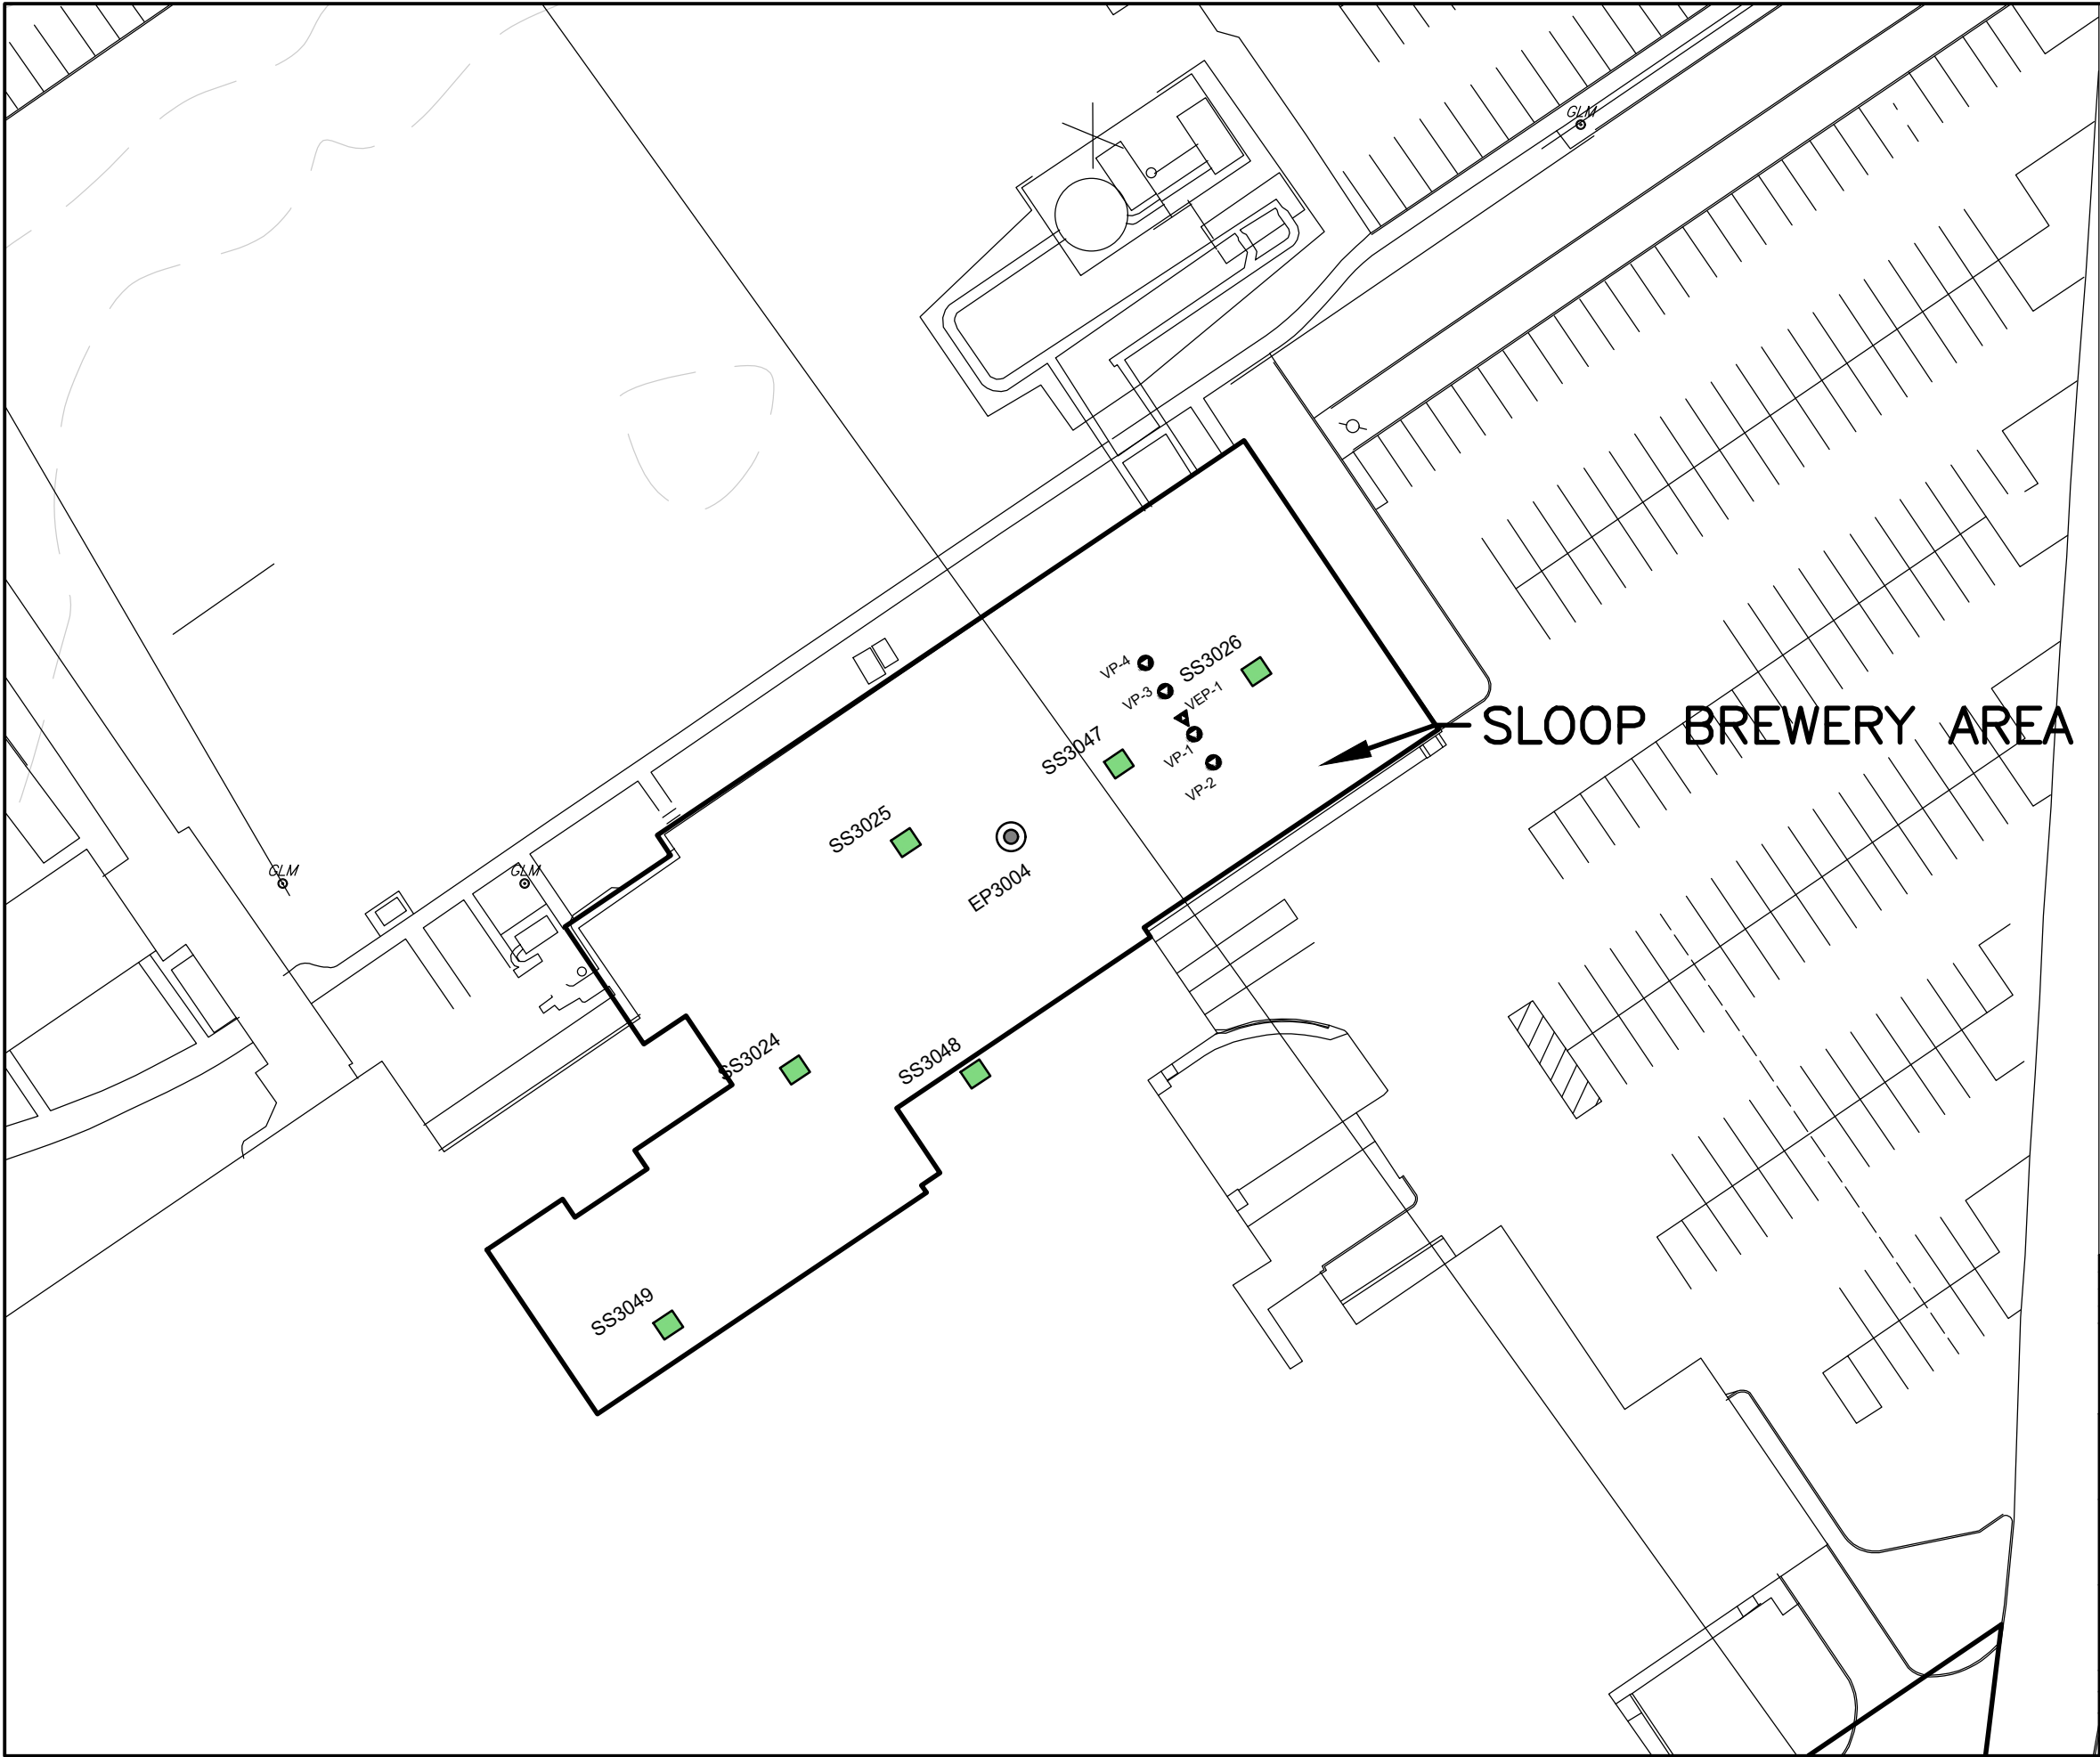 GLM
VP-4
SS3026
VP-3
VEP-1
SLOOP BREWERY AREA
SS3047
VP-1
VP-2
SS3025
EP3004
GLM
GLM
SS3024
SS3048
SS3049